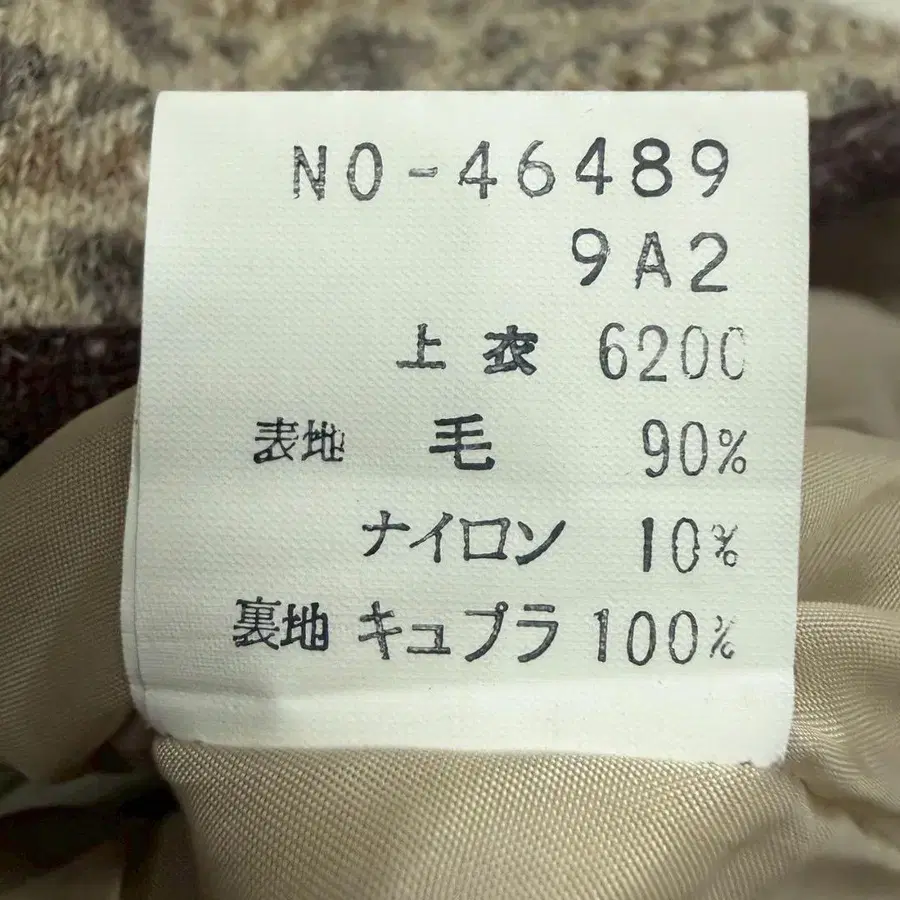 NO-46489
9A2
上衣 6200
表地 毛 90%
ナイロン 10%
裏地 キュプラ 100%